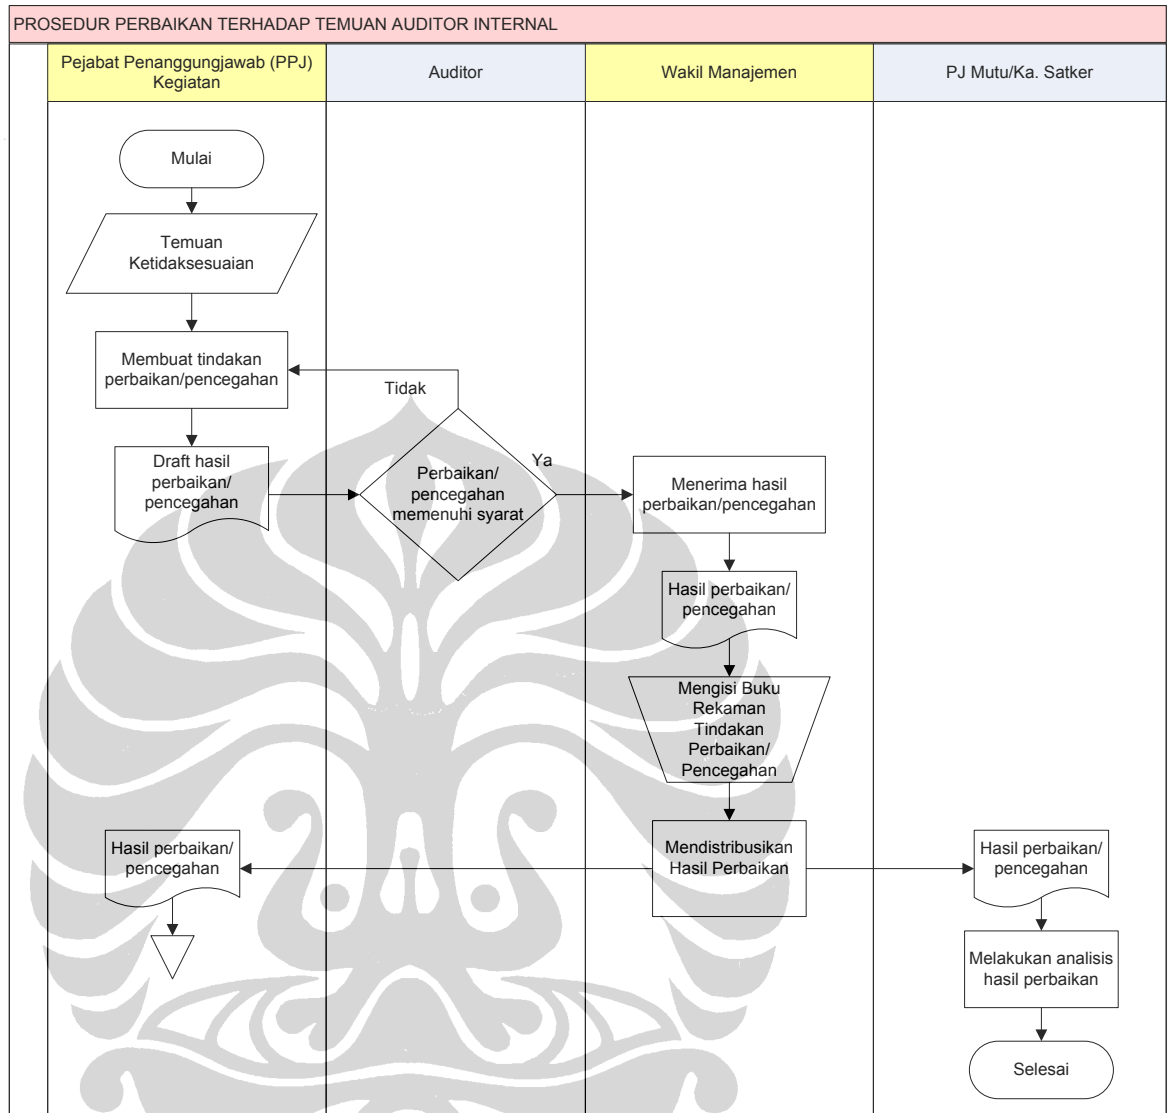 PROSEDUR PERBAIKAN TERHADAP TEMUAN AUDITOR INTERNAL
Pejabat Penanggungjawab (PPJ)
Kegiatan
Auditor
Wakil Manajemen
PJ Mutu/Ka. Satker
Mulai
Temuan
Ketidaksesuaian
Membuat tindakan
perbaikan/pencegahan
Tidak
Draft hasil
perbaikan/
pencegahan
Perbaikan/
pencegahan
memenuhi syarat
Ya
Menerima hasil
perbaikan/pencegahan
Hasil perbaikan/
pencegahan
Mengisi Buku
Rekaman
Tindakan
Perbaikan/
Pencegahan
Hasil perbaikan/
pencegahan
Mendistribusikan
Hasil Perbaikan
Hasil perbaikan/
pencegahan
Melakukan analisis
hasil perbaikan
Selesai